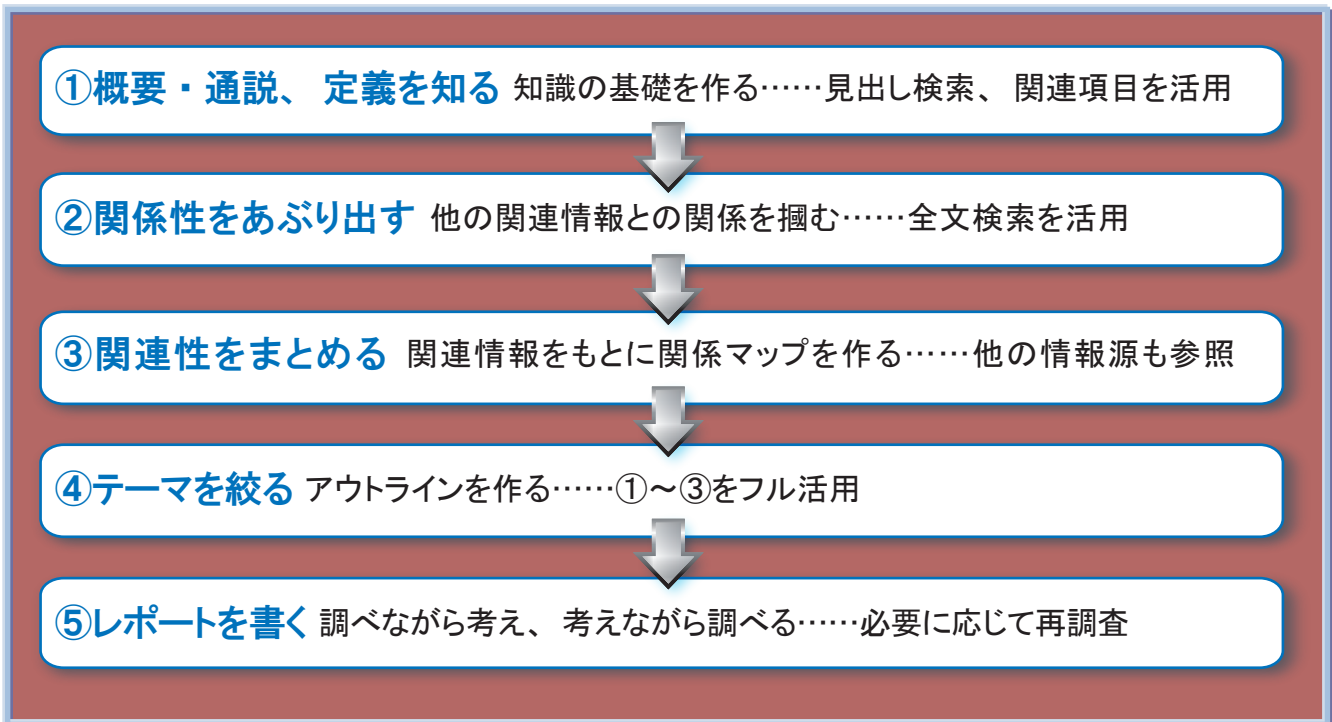 ①概要・通説、定義を知る 知識の基礎を作る……見出し検索、関連項目を活用
②関係性をあぶり出す 他の関連情報との関係を摑む……全文検索を活用
③関連性をまとめる 関連情報をもとに関係マップを作る……他の情報源も参照
④テーマを絞る アウトラインを作る……①～③をフル活用
⑤レポートを書く 調べながら考え、考えながら調べる……必要に応じて再調査